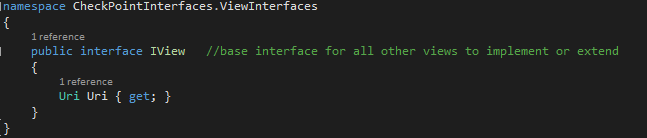 namespace CheckPointInterfaces.ViewInterfaces
{
1 reference
public interface IView //base interface for all other views to implement or extend
{
1 reference
Uri Uri { get; }
}
}